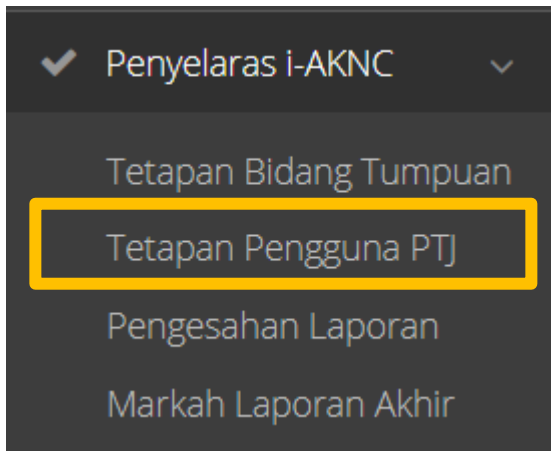 Penyelaras i-AKNC
Tetapan Bidang Tumpuan
Tetapan Pengguna PTJ
Pengesahan Laporan
Markah Laporan Akhir